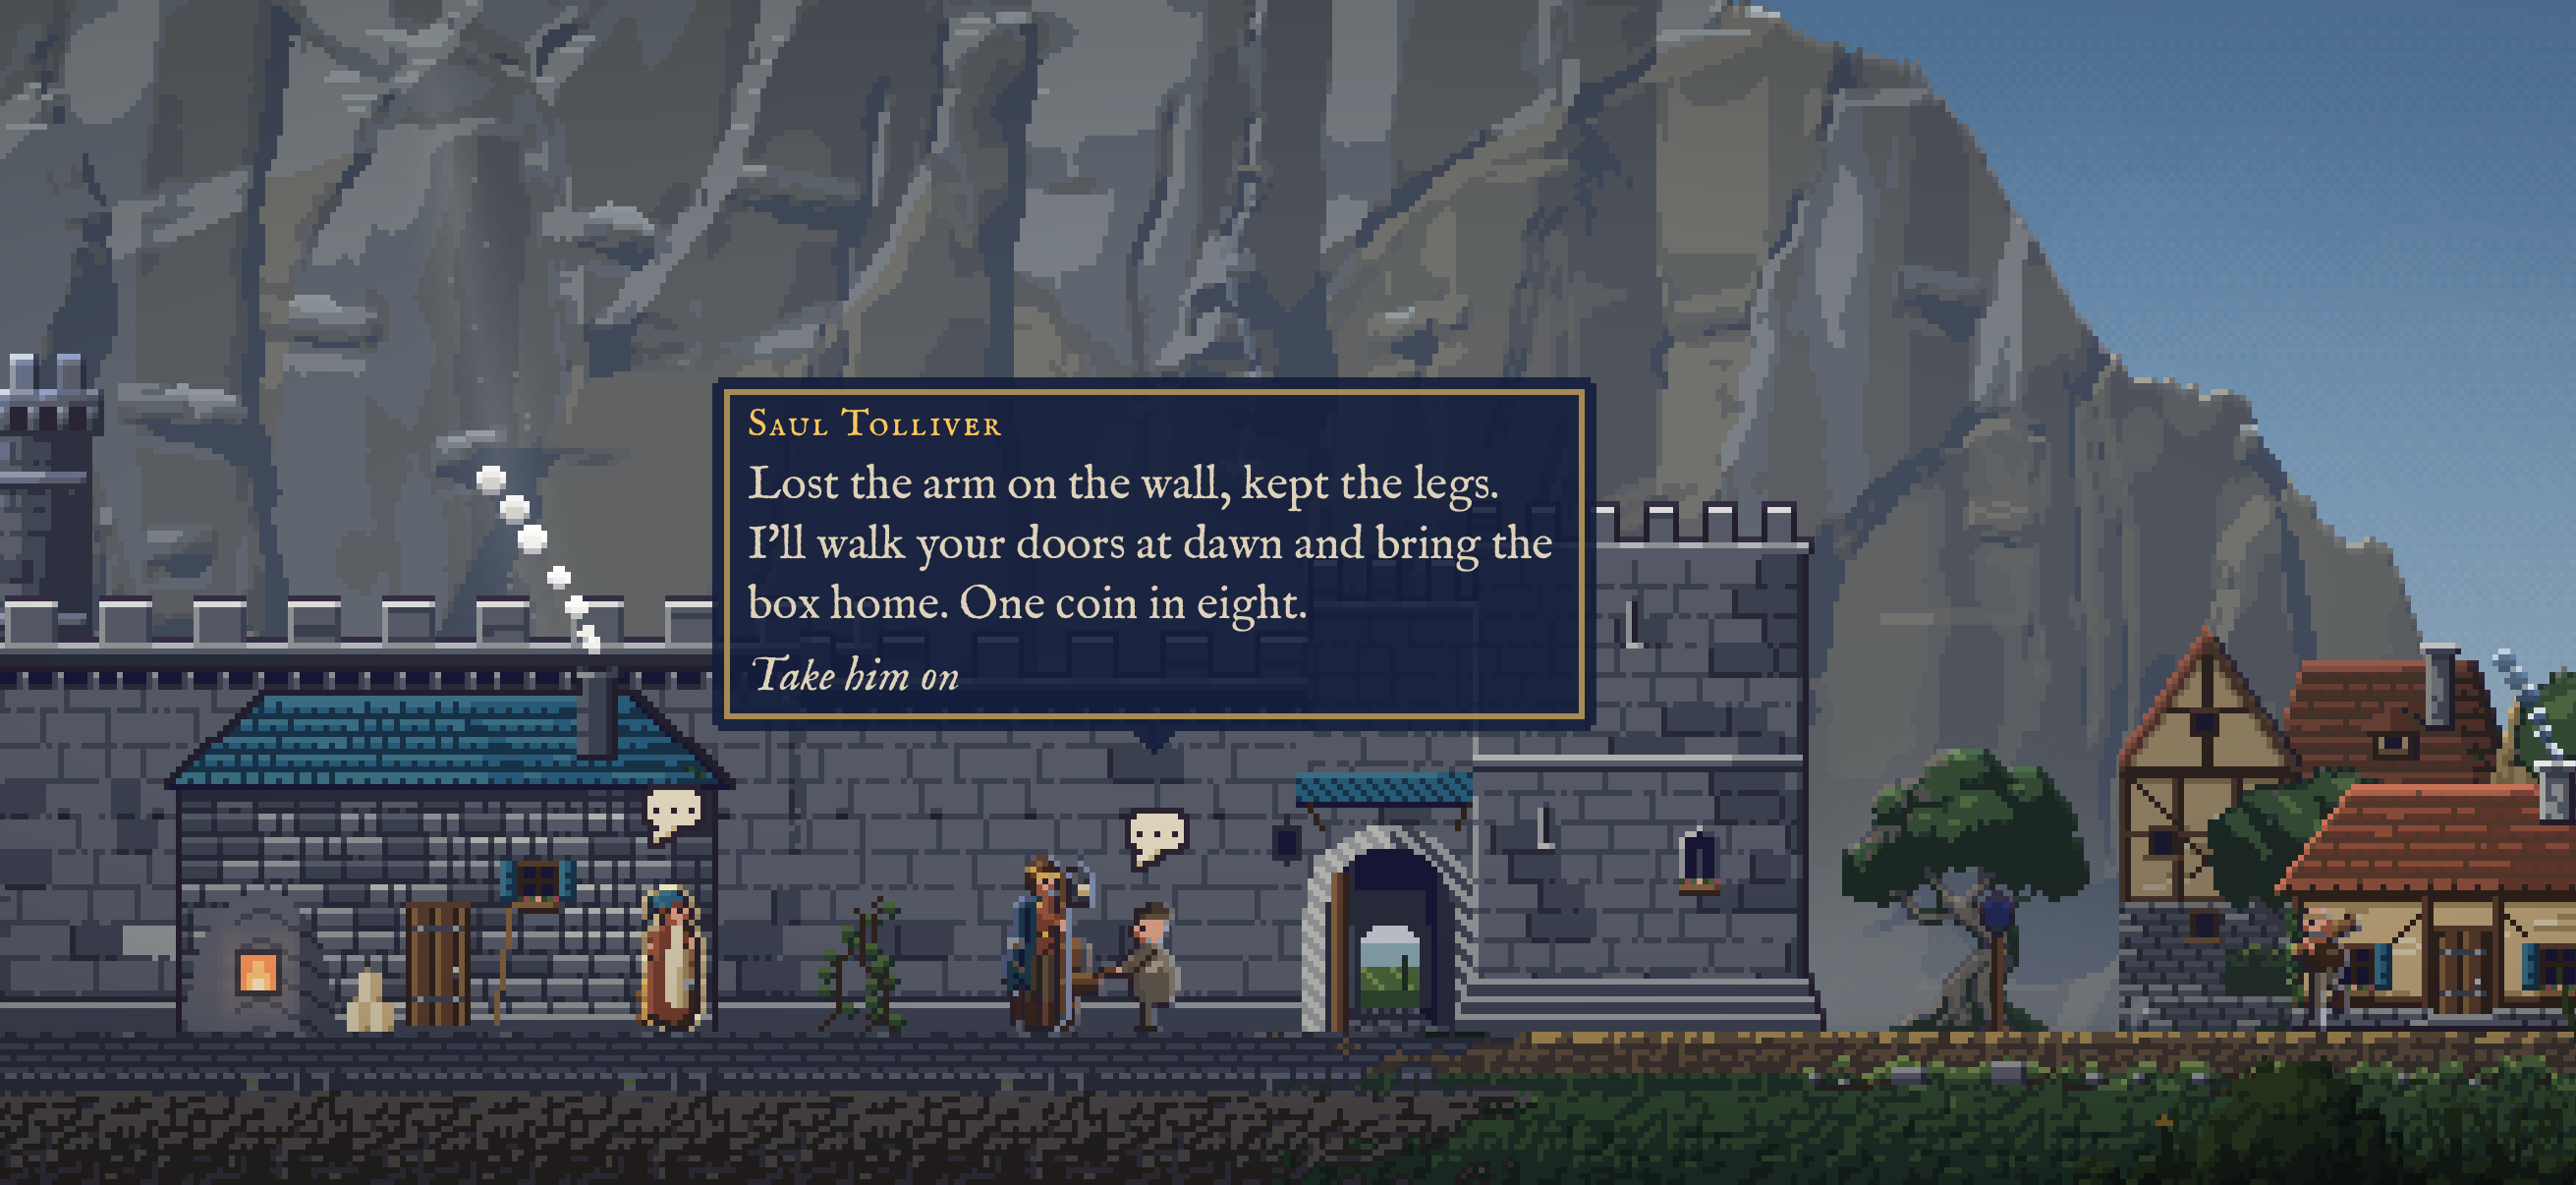 Saul Tolliver
Lost the arm on the wall, kept the legs.
I’ll walk your doors at dawn and bring the
box home. One coin in eight.
Take him on